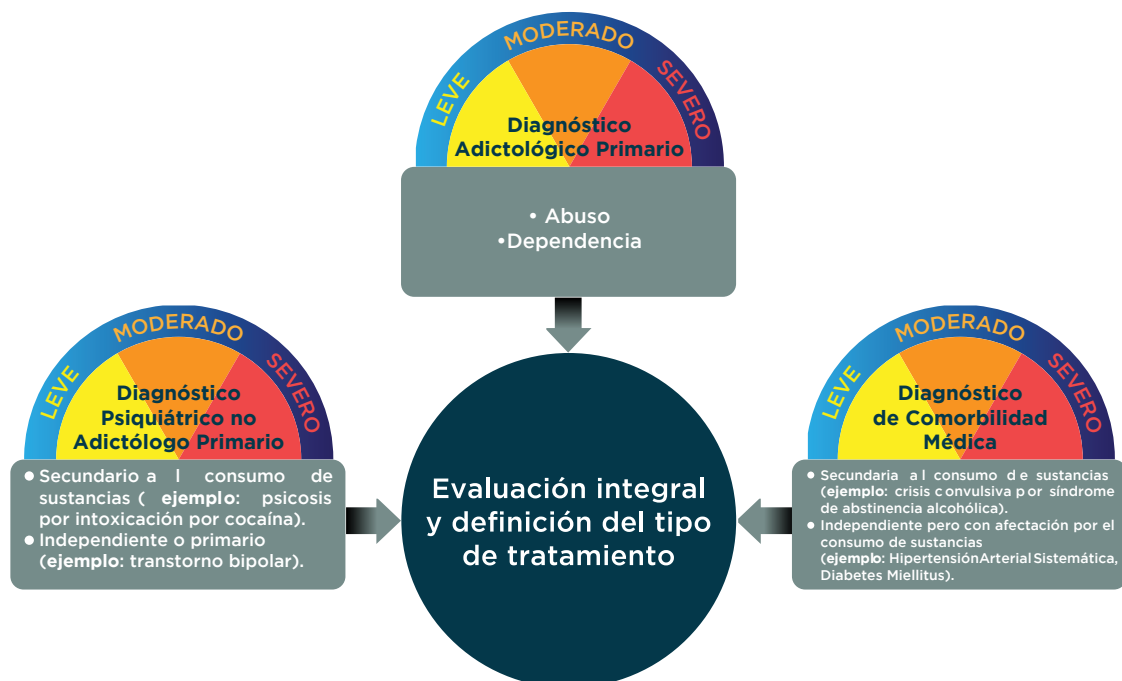 LEVE
MODERADO
SEVERO
Diagnóstico
Adictológico Primario
• Abuso
•Dependencia
LEVE
MODERADO
SEVERO
Diagnóstico
Psiquiátrico no
Adictólogo Primario
● Secundario a l consumo de
sustancias ( ejemplo: psicosis
por intoxicación por cocaína).
● Independiente o primario
(ejemplo: transtorno bipolar).
Evaluación integral
y definición del tipo
de tratamiento
LEVE
MODERADO
SEVERO
Diagnóstico
de Comorbilidad
Médica
● Secundaria a l consumo d e sustancias
(ejemplo: crisis c onvulsiva p or síndrome
de abstinencia alcohólica).
● Independiente pero con afectación por el
consumo de sustancias
(ejemplo: HipertensiónArterialSistemática,
Diabetes Miellitus).